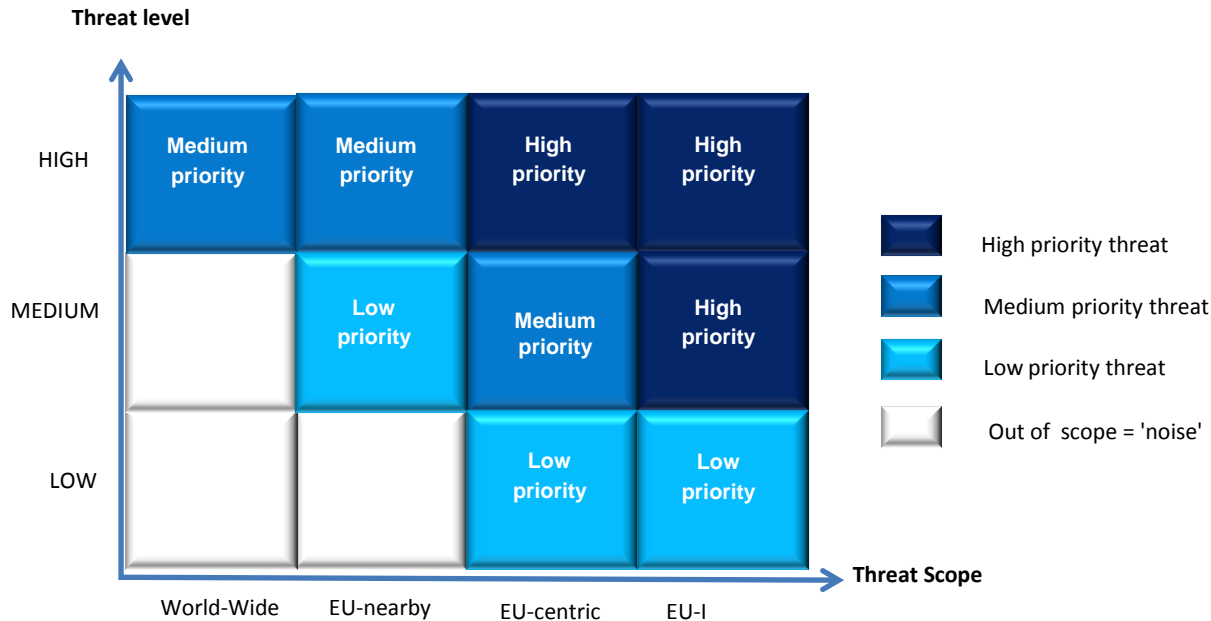 Threat level
HIGH
Medium
priority
Medium
priority
High
priority
High
priority
MEDIUM
Low
priority
Medium
priority
High
priority
LOW
Low
priority
Low
priority
High priority threat
Medium priority threat
Low priority threat
Out of scope = 'noise'
Threat Scope
World-Wide
EU-nearby
EU-centric
EU-I